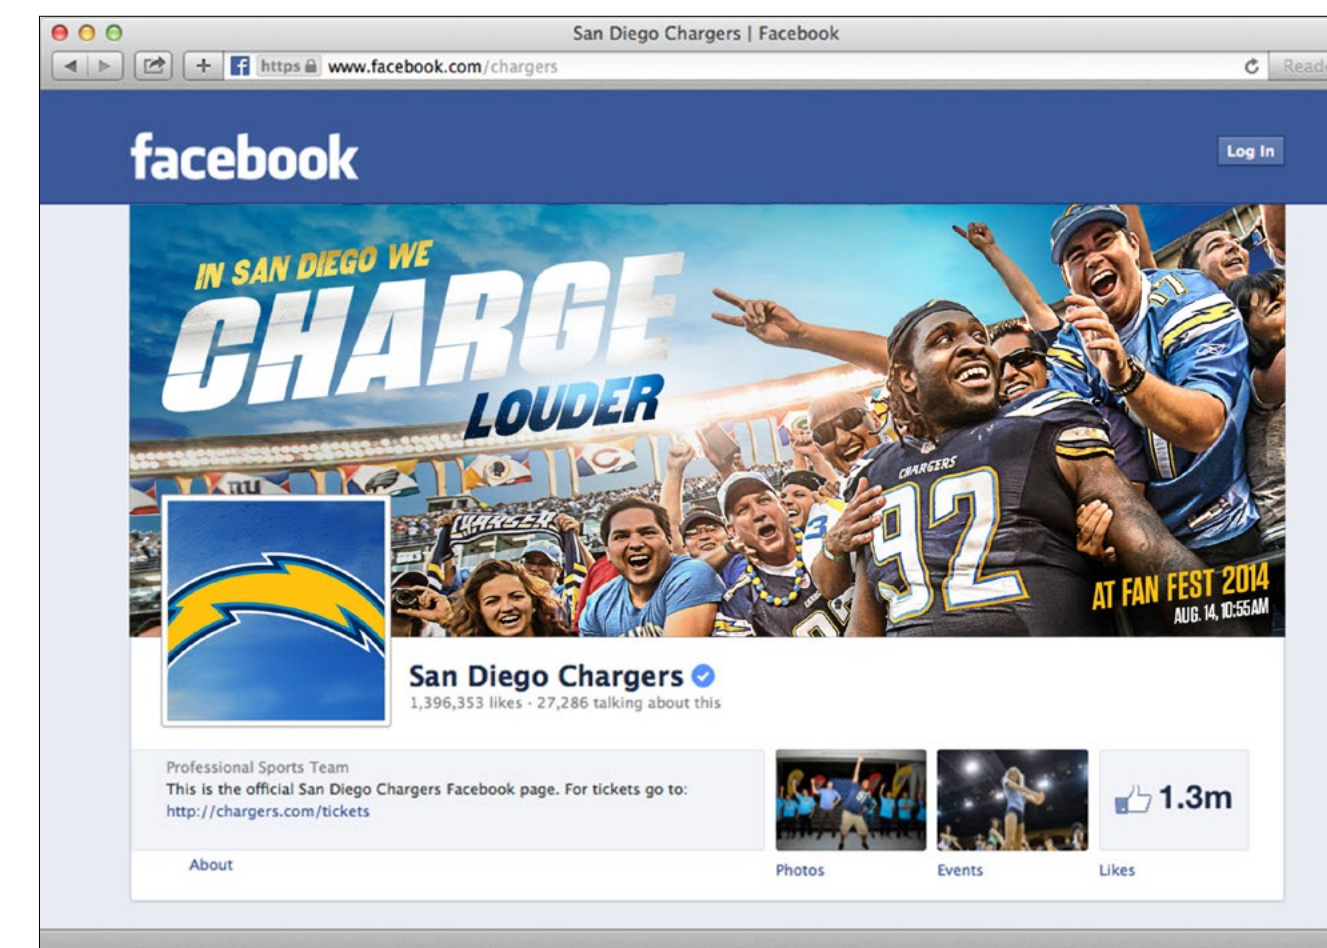 San Diego Chargers | Facebook
https www.facebook.com/chargers
facebook
Log In
IN SAN DIEGO WE
CHARGE
LOUDER
CHARGERS
92
17
AT FAN FEST 2014
AUG. 14, 10:55AM
San Diego Chargers
1,396,353 likes · 27,286 talking about this
Professional Sports Team
This is the official San Diego Chargers Facebook page. For tickets go to:
http://chargers.com/tickets
1.3m
About
Photos
Events
Likes